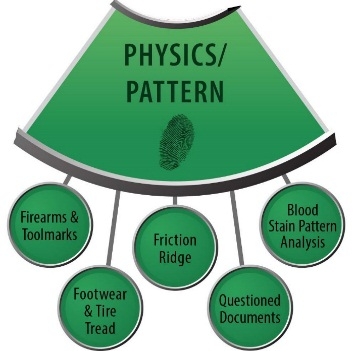 PHYSICS/
PATTERN
Firearms &
Toolmarks
Footwear
& Tire
Tread
Friction
Ridge
Questioned
Documents
Blood
Stain Pattern
Analysis